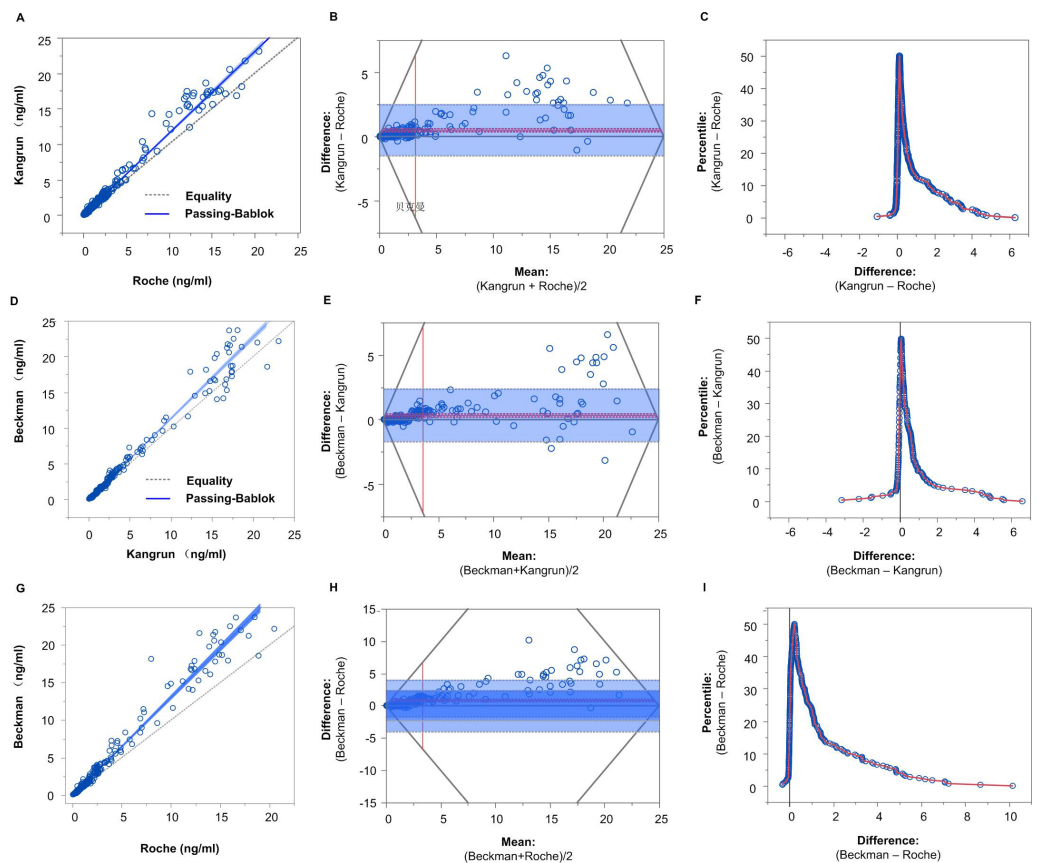 A
Kangrun (ng/ml)
25
20
15
10
5
0
0
5
10
15
20
25
Equality
Passing-Bablok
Roche (ng/ml)
B
Difference:
(Kangrun – Roche)
5
0
-5
贝克曼
0
5
10
15
20
25
Mean:
(Kangrun + Roche)/2
C
Percentile:
(Kangrun – Roche)
50
40
30
20
10
0
-6
-4
-2
0
2
4
6
Difference:
(Kangrun – Roche)
D
Beckman (ng/ml)
25
20
15
10
5
0
0
5
10
15
20
25
Equality
Passing-Bablok
Kangrun (ng/ml)
E
Difference:
(Beckman – Kangrun)
5
0
-5
0
5
10
15
20
25
Mean:
(Beckman+Kangrun)/2
F
Percentile:
(Beckman – Kangrun)
50
40
30
20
10
0
-6
-4
-2
0
2
4
6
Difference:
(Beckman – Kangrun)
G
Beckman (ng/ml)
25
20
15
10
5
0
0
5
10
15
20
25
Roche (ng/ml)
H
Difference:
(Beckman – Roche)
15
10
5
0
-5
-10
-15
0
5
10
15
20
25
Mean:
(Beckman+Roche)/2
I
Percentile:
(Beckman – Roche)
50
40
30
20
10
0
0
2
4
6
8
10
Difference:
(Beckman – Roche)